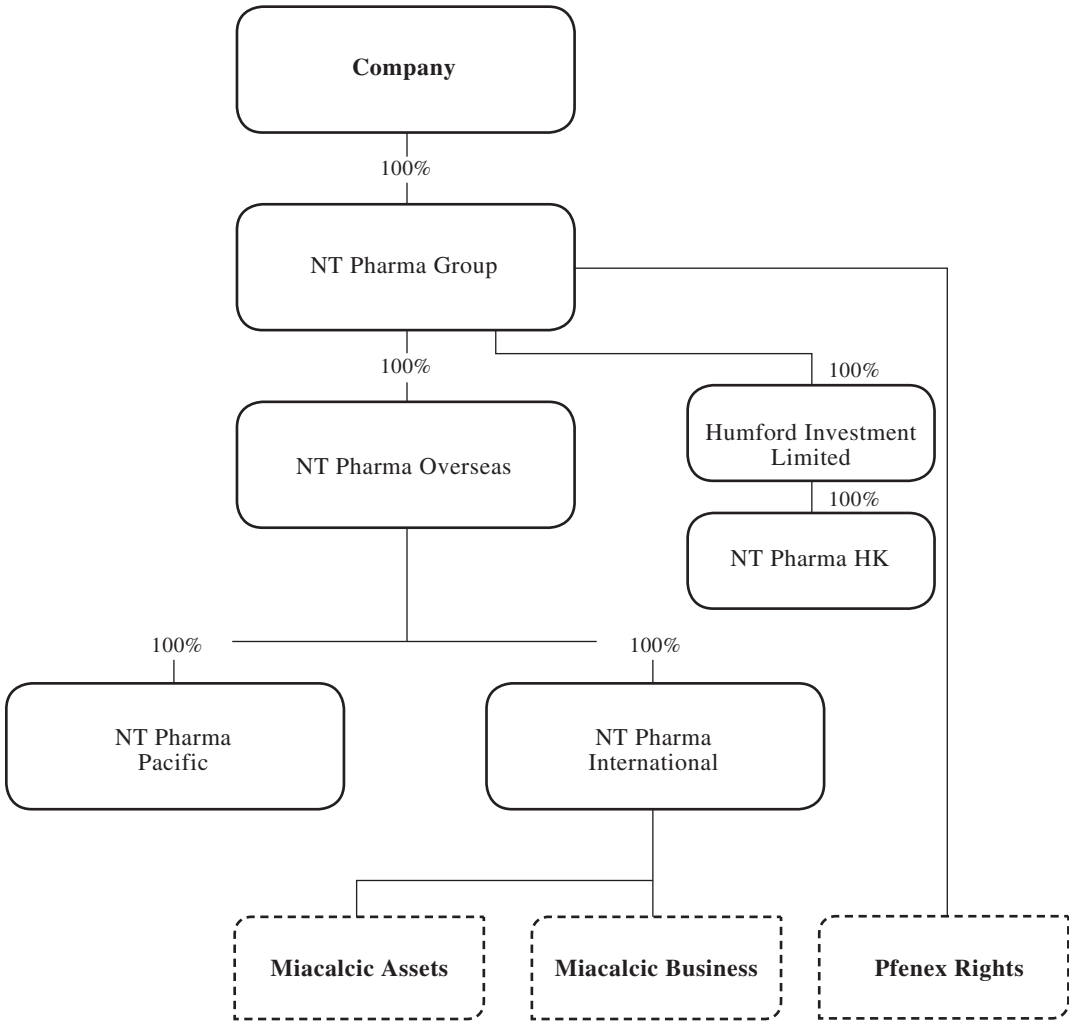 Company
100%
NT Pharma Group
100%
100%
NT Pharma Overseas
Humford Investment
Limited
100%
NT Pharma HK
100%
100%
NT Pharma
Pacific
NT Pharma
International
Miacalcic Assets
Miacalcic Business
Pfenex Rights